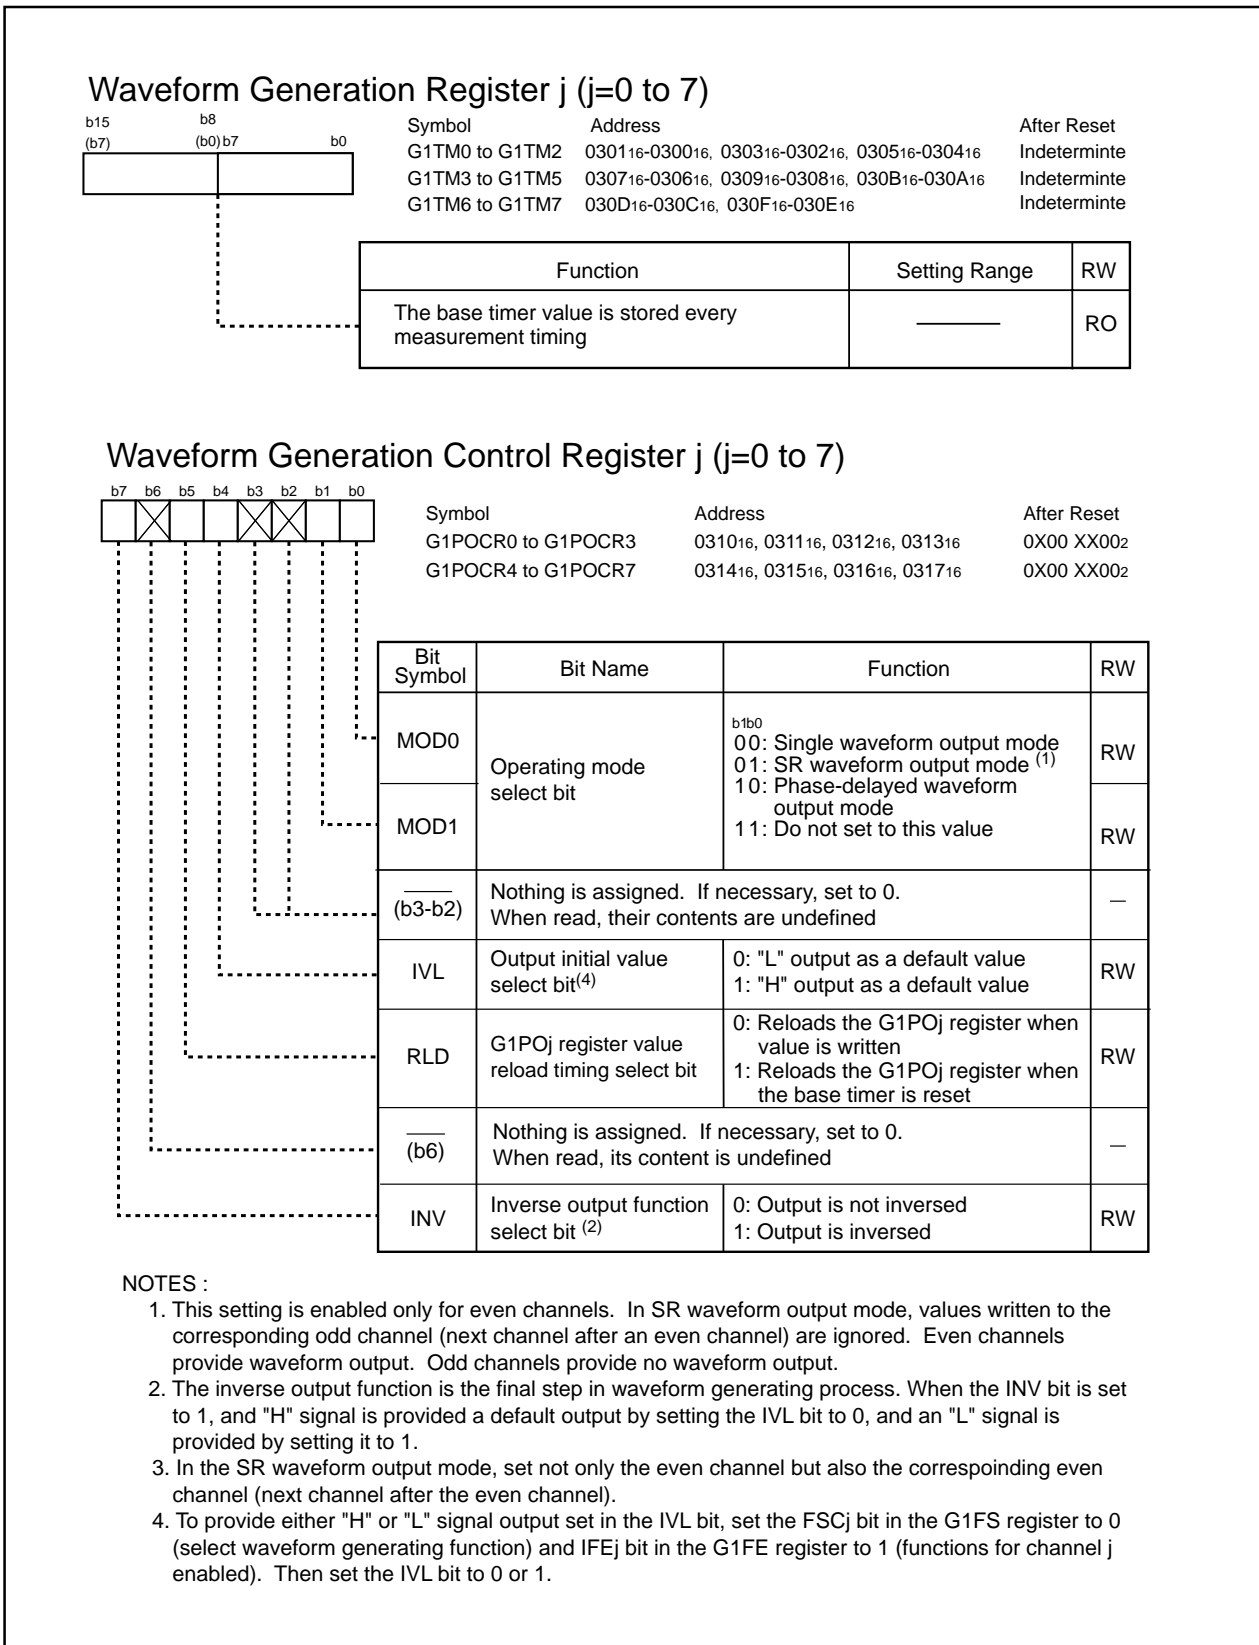 Waveform Generation Register j (j=0 to 7)
b15 b8
(b7) (b0) b7 b0
Symbol Address After Reset
G1TM0 to G1TM2 030116-030016, 030316-030216, 030516-030416 Indeterminte
G1TM3 to G1TM5 030716-030616, 030916-030816, 030B16-030A16 Indeterminte
G1TM6 to G1TM7 030D16-030C16, 030F16-030E16 Indeterminte
Function Setting Range RW
The base timer value is stored every
measurement timing
RO
Waveform Generation Control Register j (j=0 to 7)
b7 b6 b5 b4 b3 b2 b1 b0
Symbol Address After Reset
G1POCR0 to G1POCR3 031016, 031116, 031216, 031316 0X00 XX002
G1POCR4 to G1POCR7 031416, 031516, 031616, 031716 0X00 XX002
Bit
Symbol
Bit Name Function RW
MOD0
MOD1
Operating mode
select bit
b1b0
00: Single waveform output mode
01: SR waveform output mode (1)
10: Phase-delayed waveform
output mode
11: Do not set to this value
RW
RW
(b3-b2)
Nothing is assigned. If necessary, set to 0.
When read, their contents are undefined
—
IVL
Output initial value
select bit(4)
0: "L" output as a default value
1: "H" output as a default value
RW
RLD
G1POj register value
reload timing select bit
0: Reloads the G1POj register when
value is written
1: Reloads the G1POj register when
the base timer is reset
RW
(b6)
Nothing is assigned. If necessary, set to 0.
When read, its content is undefined
—
INV
Inverse output function
select bit (2)
0: Output is not inversed
1: Output is inversed
RW
NOTES :
1. This setting is enabled only for even channels. In SR waveform output mode, values written to the
corresponding odd channel (next channel after an even channel) are ignored. Even channels
provide waveform output. Odd channels provide no waveform output.
2. The inverse output function is the final step in waveform generating process. When the INV bit is set
to 1, and "H" signal is provided a default output by setting the IVL bit to 0, and an "L" signal is
provided by setting it to 1.
3. In the SR waveform output mode, set not only the even channel but also the correspoinding even
channel (next channel after the even channel).
4. To provide either "H" or "L" signal output set in the IVL bit, set the FSCj bit in the G1FS register to 0
(select waveform generating function) and IFEj bit in the G1FE register to 1 (functions for channel j
enabled). Then set the IVL bit to 0 or 1.